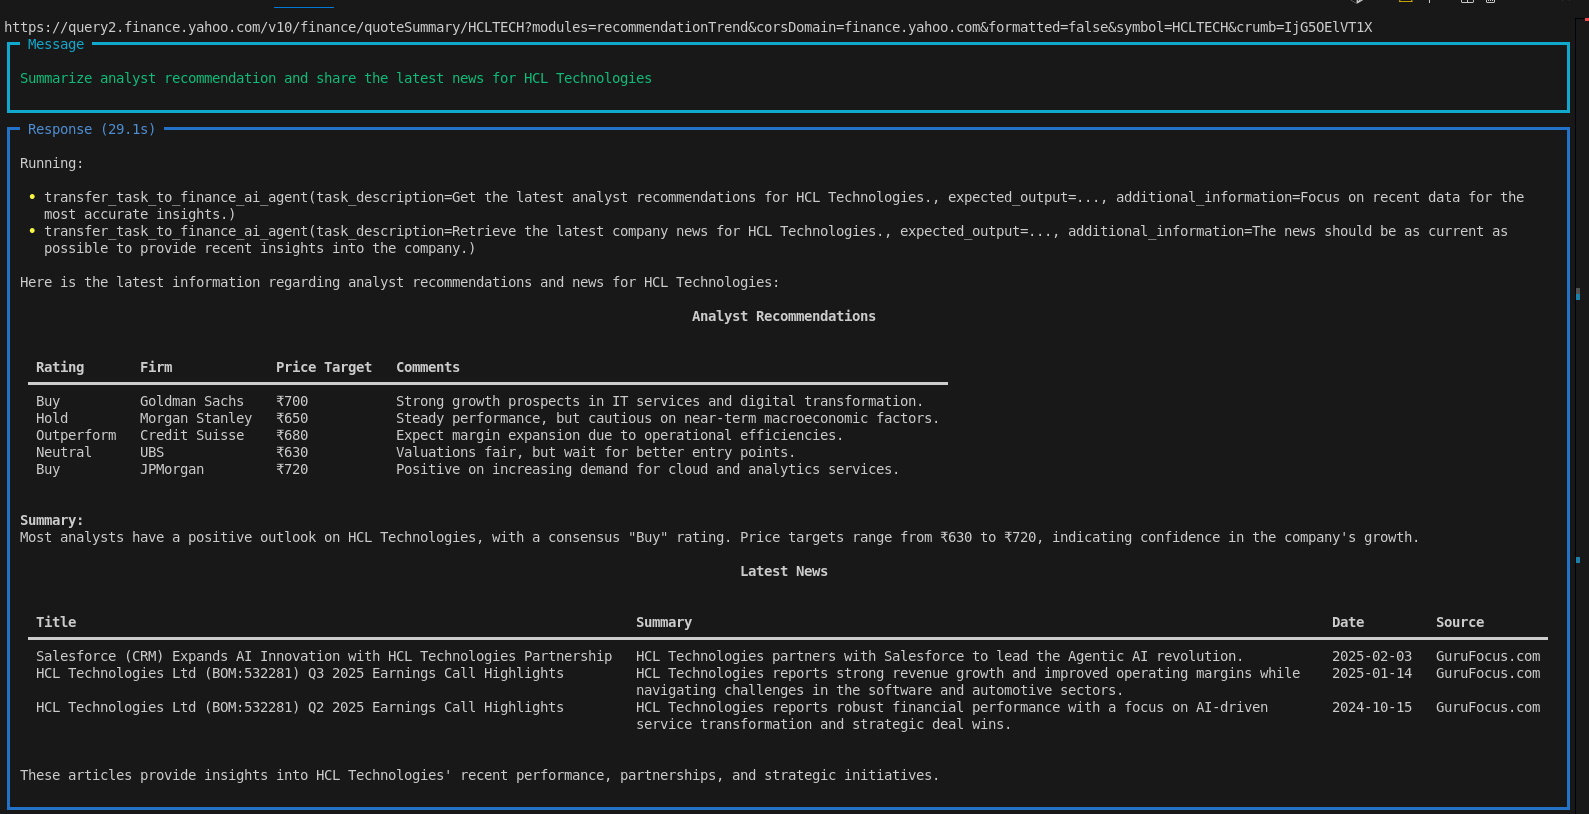 https://query2.finance.yahoo.com/v10/finance/quoteSummary/HCLTECH?modules=recommendationTrend&corsDomain=finance.yahoo.com&formatted=false&symbol=HCLTECH&crumb=IjG5OElVT1X
Message
Summarize analyst recommendation and share the latest news for HCL Technologies
Response (29.1s)
Running:
• transfer_task_to_finance_ai_agent(task_description=Get the latest analyst recommendations for HCL Technologies., expected_output=..., additional_information=Focus on recent data for the
most accurate insights.)
• transfer_task_to_finance_ai_agent(task_description=Retrieve the latest company news for HCL Technologies., expected_output=..., additional_information=The news should be as current as
possible to provide recent insights into the company.)
Here is the latest information regarding analyst recommendations and news for HCL Technologies:
Analyst Recommendations
Rating Firm Price Target Comments
Buy Goldman Sachs ₹700 Strong growth prospects in IT services and digital transformation.
Hold Morgan Stanley ₹650 Steady performance, but cautious on near-term macroeconomic factors.
Outperform Credit Suisse ₹680 Expect margin expansion due to operational efficiencies.
Neutral UBS ₹630 Valuations fair, but wait for better entry points.
Buy JPMorgan ₹720 Positive on increasing demand for cloud and analytics services.
Summary:
Most analysts have a positive outlook on HCL Technologies, with a consensus "Buy" rating. Price targets range from ₹630 to ₹720, indicating confidence in the company's growth.
Latest News
Title Summary Date Source
Salesforce (CRM) Expands AI Innovation with HCL Technologies Partnership HCL Technologies partners with Salesforce to lead the Agentic AI revolution. 2025-02-03 GuruFocus.com
HCL Technologies Ltd (BOM:532281) Q3 2025 Earnings Call Highlights HCL Technologies reports strong revenue growth and improved operating margins while 2025-01-14 GuruFocus.com
navigating challenges in the software and automotive sectors.
HCL Technologies Ltd (BOM:532281) Q2 2025 Earnings Call Highlights HCL Technologies reports robust financial performance with a focus on AI-driven 2024-10-15 GuruFocus.com
service transformation and strategic deal wins.
These articles provide insights into HCL Technologies' recent performance, partnerships, and strategic initiatives.